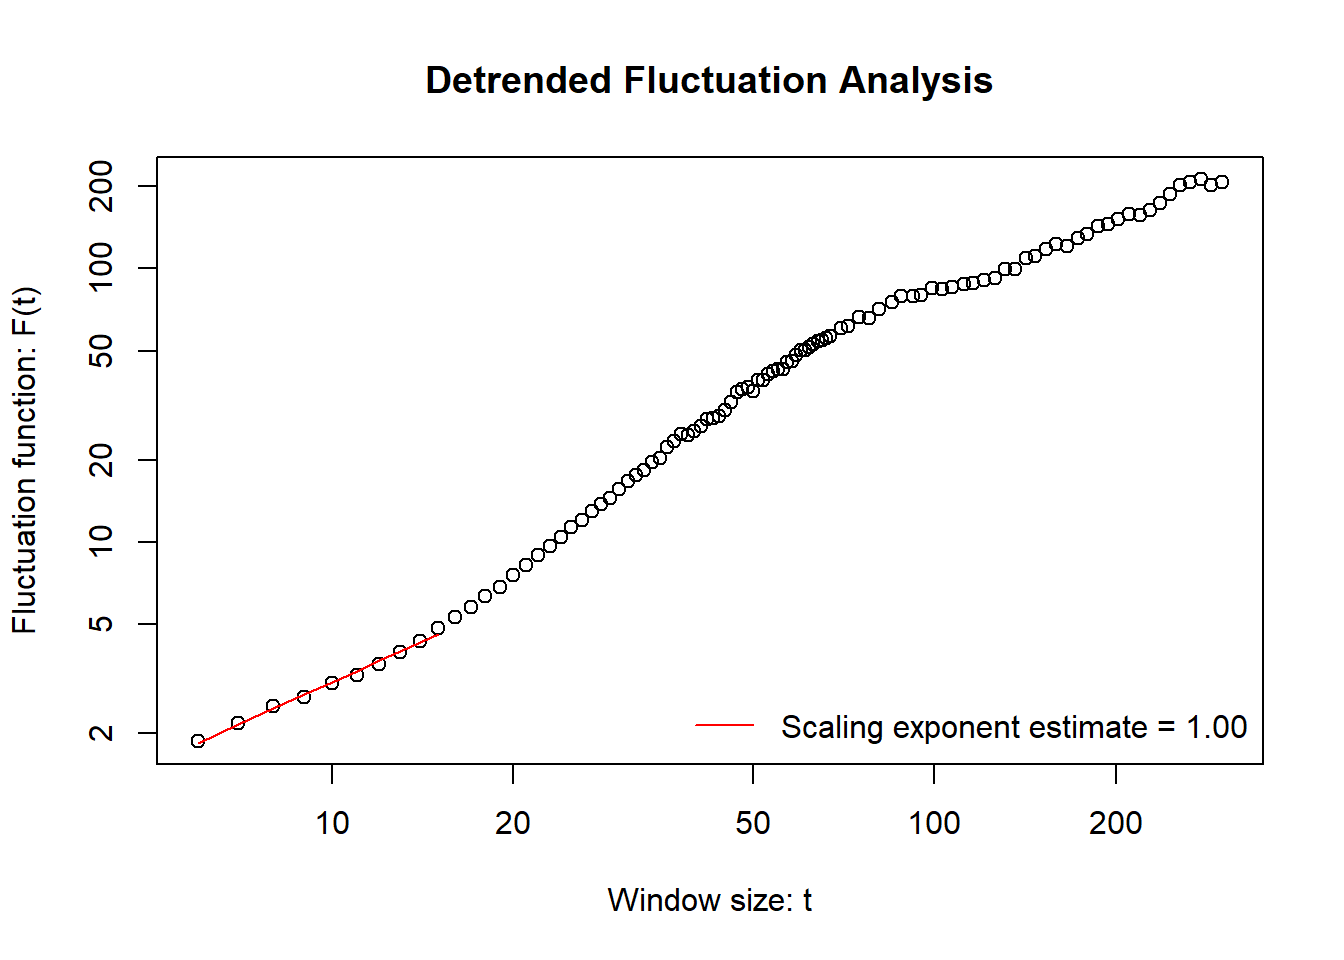 Detrended Fluctuation Analysis
Fluctuation function: F(t)
200
100
50
20
10
5
2
Scaling exponent estimate = 1.00
10 20 50 100 200
Window size: t